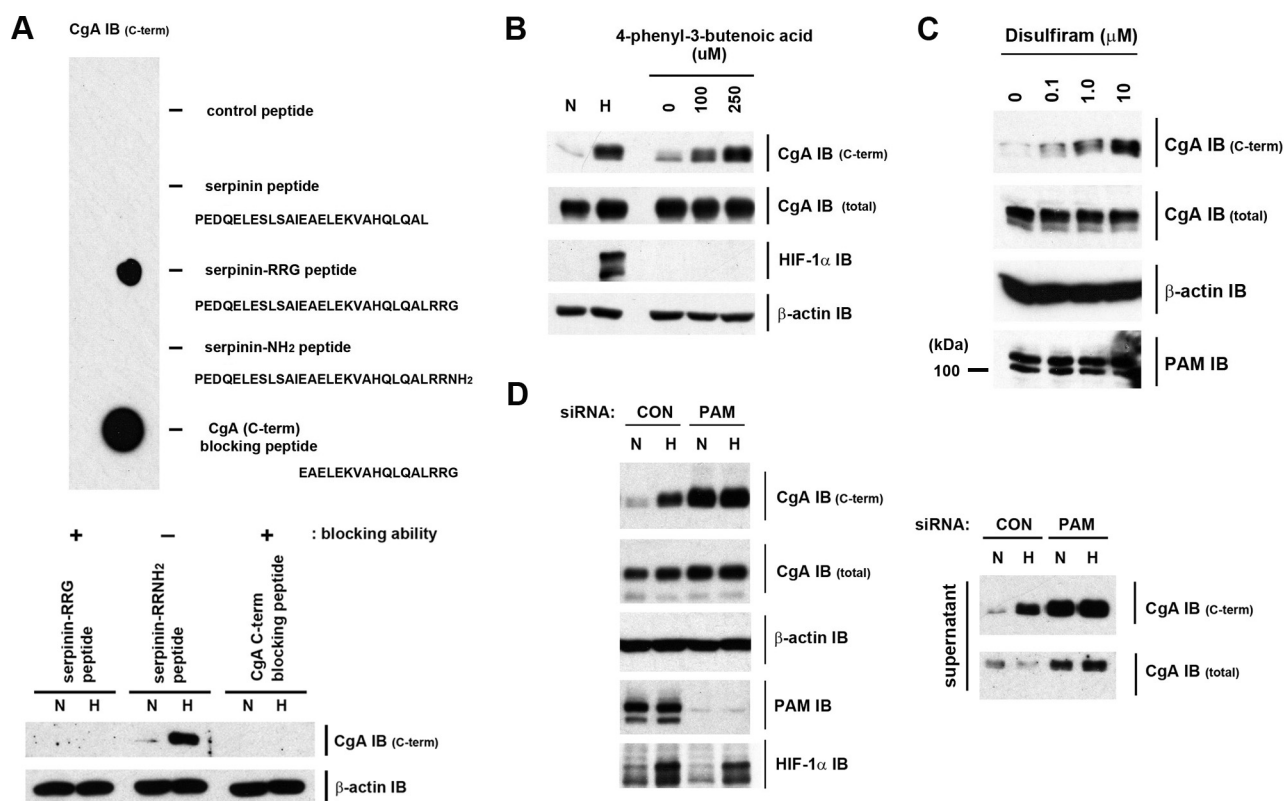 A
CgA IB (C-term)
control peptide
serpinin peptide
PEDQELESLSAIEAELEKVAHQLQAL
serpinin-RRG peptide
PEDQELESLSAIEAELEKVAHQLQALRRG
serpinin-NH2 peptide
PEDQELESLSAIEAELEKVAHQLQALRRNH2
CgA (C-term)
blocking peptide
EAELEKVAHQLQALRRG
+ − + : blocking ability
serpinin-RRG
peptide
serpinin-RRNH2
peptide
CgA C-term
blocking peptide
N H N H N H
CgA IB (C-term)
β-actin IB
B
4-phenyl-3-butenoic acid
(uM)
N H 0 100 250
CgA IB (C-term)
CgA IB (total)
HIF-1α IB
β-actin IB
C
Disulfiram (μM)
0 0.1 1.0 10
CgA IB (C-term)
CgA IB (total)
β-actin IB
(kDa)
100
PAM IB
D
siRNA: CON PAM
N H N H
CgA IB (C-term)
CgA IB (total)
β-actin IB
PAM IB
HIF-1α IB
siRNA: CON PAM
N H N H
supernatant
CgA IB (C-term)
CgA IB (total)